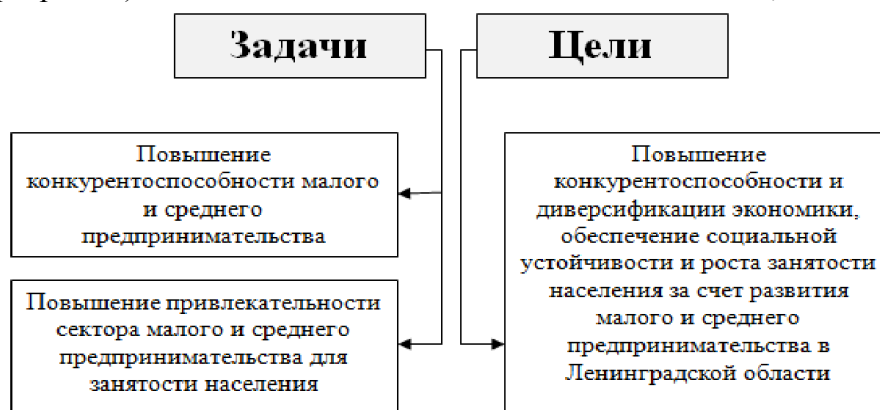 Задачи
Цели
Повышение
конкурентоспособности малого
и среднего
предпринимательства
Повышение привлекательности
сектора малого и среднего
предпринимательства для
занятости населения
Повышение
конкурентоспособности и
диверсификации экономики,
обеспечение социальной
устойчивости и роста занятости
населения за счет развития
малого и среднего
предпринимательства в
Ленинградской области